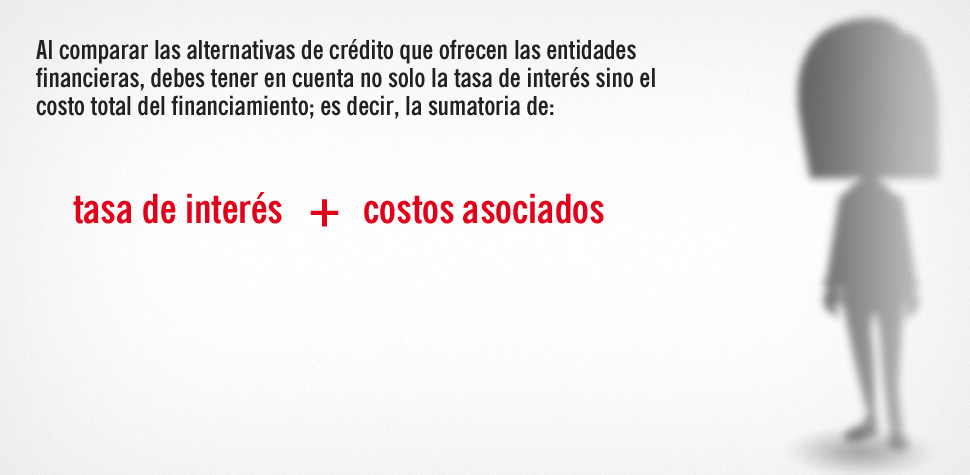 Al comparar las alternativas de crédito que ofrecen las entidades
financieras, debes tener en cuenta no solo la tasa de interés sino el
costo total del financiamiento; es decir, la sumatoria de:
tasa de interés + costos asociados